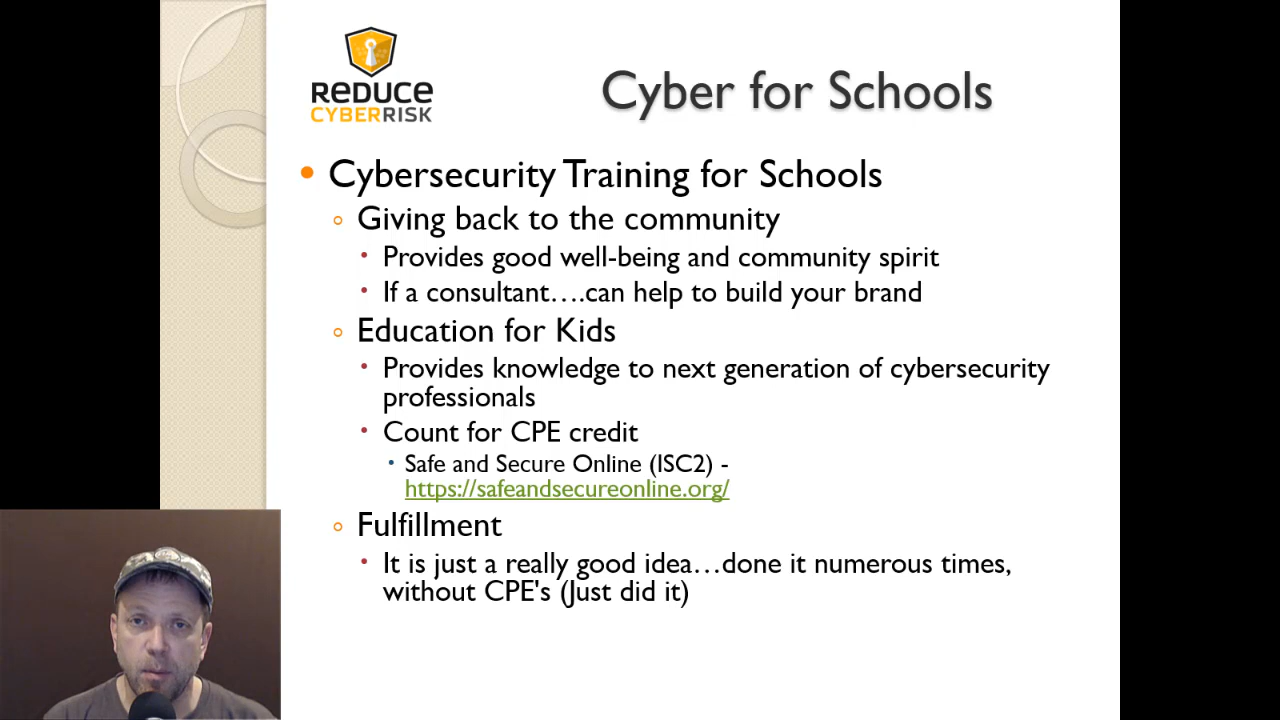 REDUCE
CYBERRISK
Cyber for Schools
• Cybersecurity Training for Schools
◦ Giving back to the community
• Provides good well-being and community spirit
• If a consultant….can help to build your brand
◦ Education for Kids
• Provides knowledge to next generation of cybersecurity
professionals
• Count for CPE credit
• Safe and Secure Online (ISC2) -
https://safeandsecureonline.org/
◦ Fulfillment
• It is just a really good idea…done it numerous times,
without CPE's (Just did it)